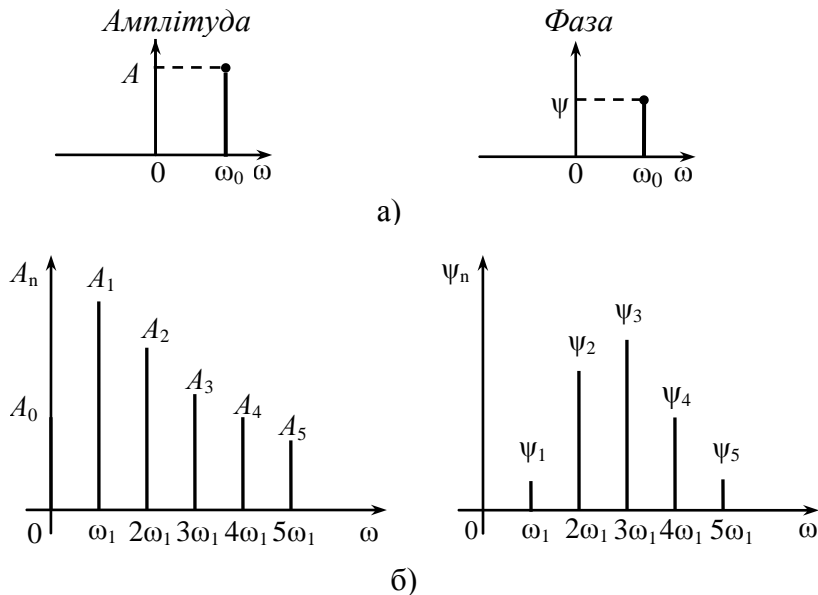 Амплітуда
Фаза
A
ψ
0
ω₀
ω
0
ω₀
ω
а)
Aₙ
A₁
A₂
A₃
A₄
A₅
A₀
0
ω₁
2ω₁
3ω₁
4ω₁
5ω₁
ω
ψₙ
ψ₁
ψ₂
ψ₃
ψ₄
ψ₅
0
ω₁
2ω₁
3ω₁
4ω₁
5ω₁
ω
б)